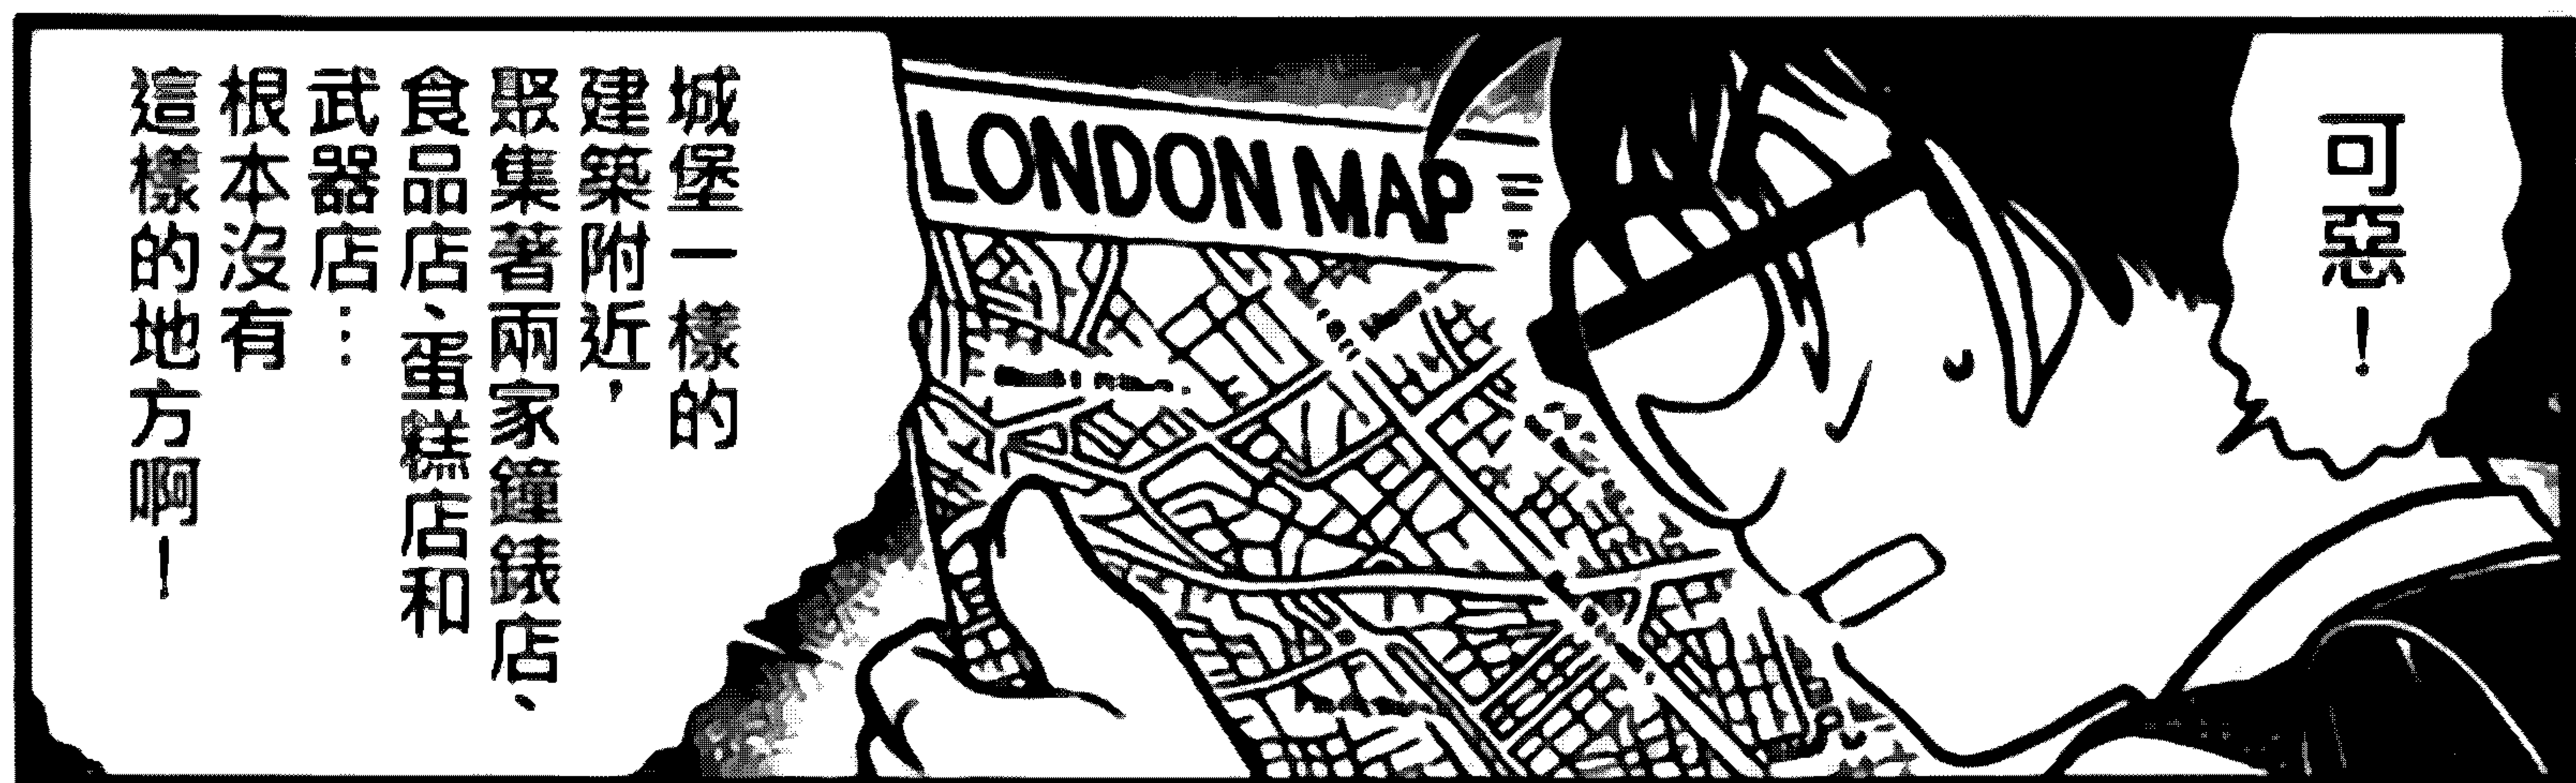 可惡！
LONDON MAP
城堡一樣的
建築附近，
聚集著兩家鐘錶店、
食品店、蛋糕店和
武器店…
根本沒有
這樣的地方啊！